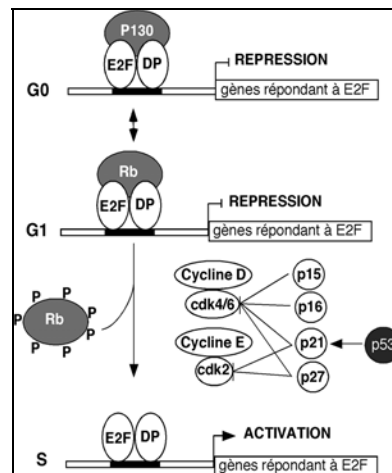 P130
E2F DP
REPRESSION
G0
gènes répondant à E2F
Rb
E2F DP
REPRESSION
G1
gènes répondant à E2F
P P P P P P
Rb
Cycline D
cdk4/6
Cycline E
cdk2
p15
p16
p21
p27
p53
E2F DP
ACTIVATION
S
gènes répondant à E2F